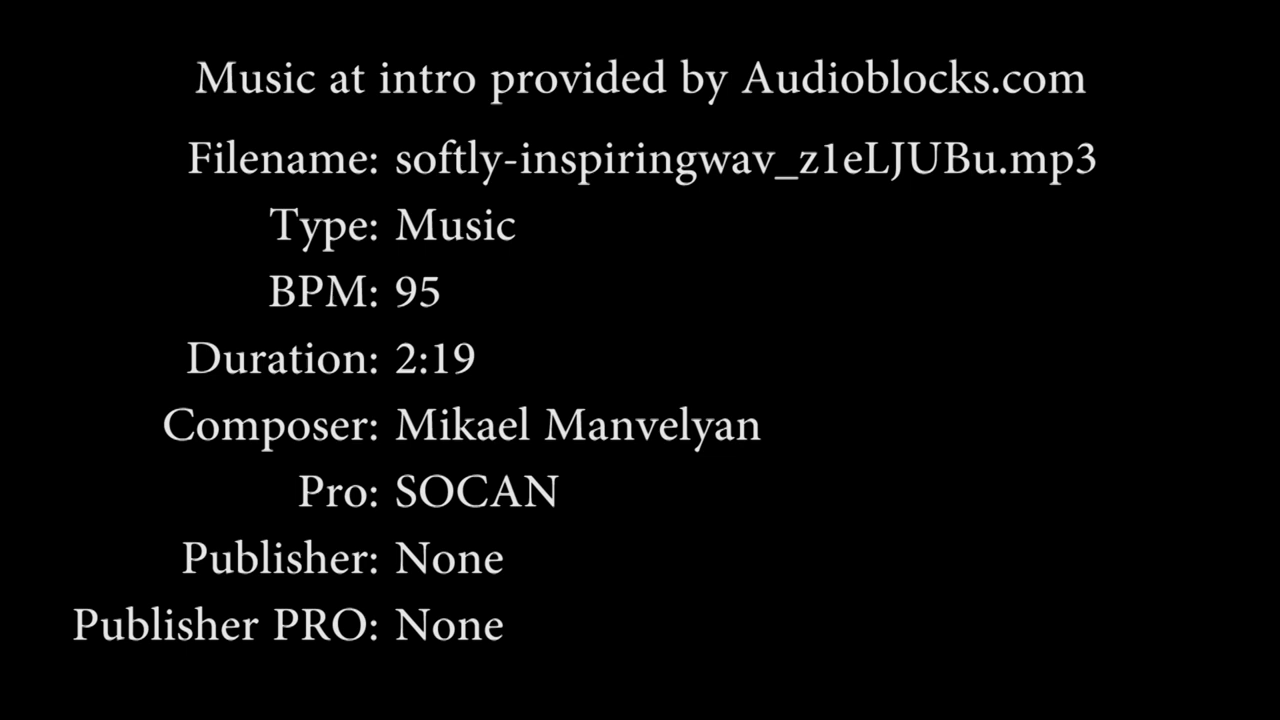 Music at intro provided by Audioblocks.com
Filename: softly-inspiringwav_z1eLJUBu.mp3
Type: Music
BPM: 95
Duration: 2:19
Composer: Mikael Manvelyan
Pro: SOCAN
Publisher: None
Publisher PRO: None